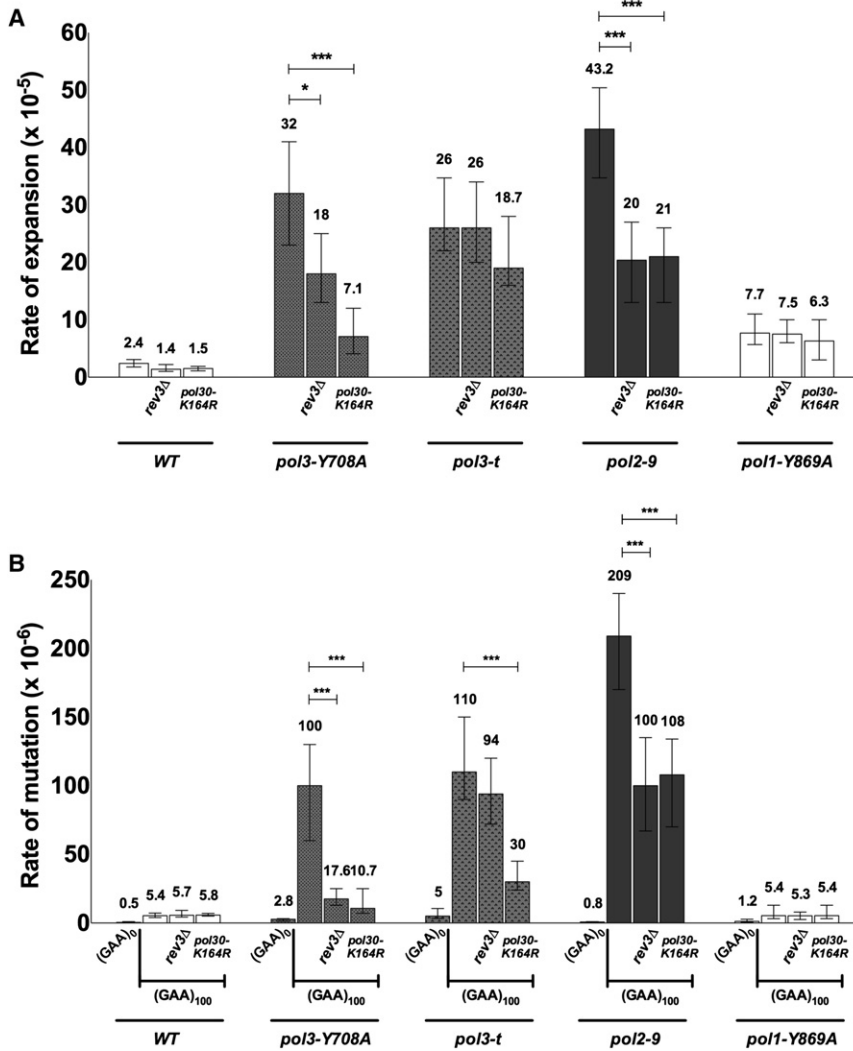 A
Rate of expansion (x 10-5)
60
50
40
30
20
10
0
***
*
***
***
2.4 1.4 1.5
32 18 7.1
26 26 18.7
43.2 20 21
7.7 7.5 6.3
rev3Δ pol30-K164R rev3Δ pol30-K164R rev3Δ pol30-K164R rev3Δ pol30-K164R rev3Δ pol30-K164R
WT pol3-Y708A pol3-t pol2-9 pol1-Y869A
B
Rate of mutation (x 10-6)
250
200
150
100
50
0
***
***
***
***
***
0.5 5.4 5.7 5.8
2.8 100 17.6 10.7
5 110 94 30
0.8 209 100 108
1.2 5.4 5.3 5.4
(GAA)0 rev3Δ pol30-K164R (GAA)0 rev3Δ pol30-K164R (GAA)0 rev3Δ pol30-K164R (GAA)0 rev3Δ pol30-K164R (GAA)0 rev3Δ pol30-K164R
(GAA)100 (GAA)100 (GAA)100 (GAA)100 (GAA)100
WT pol3-Y708A pol3-t pol2-9 pol1-Y869A